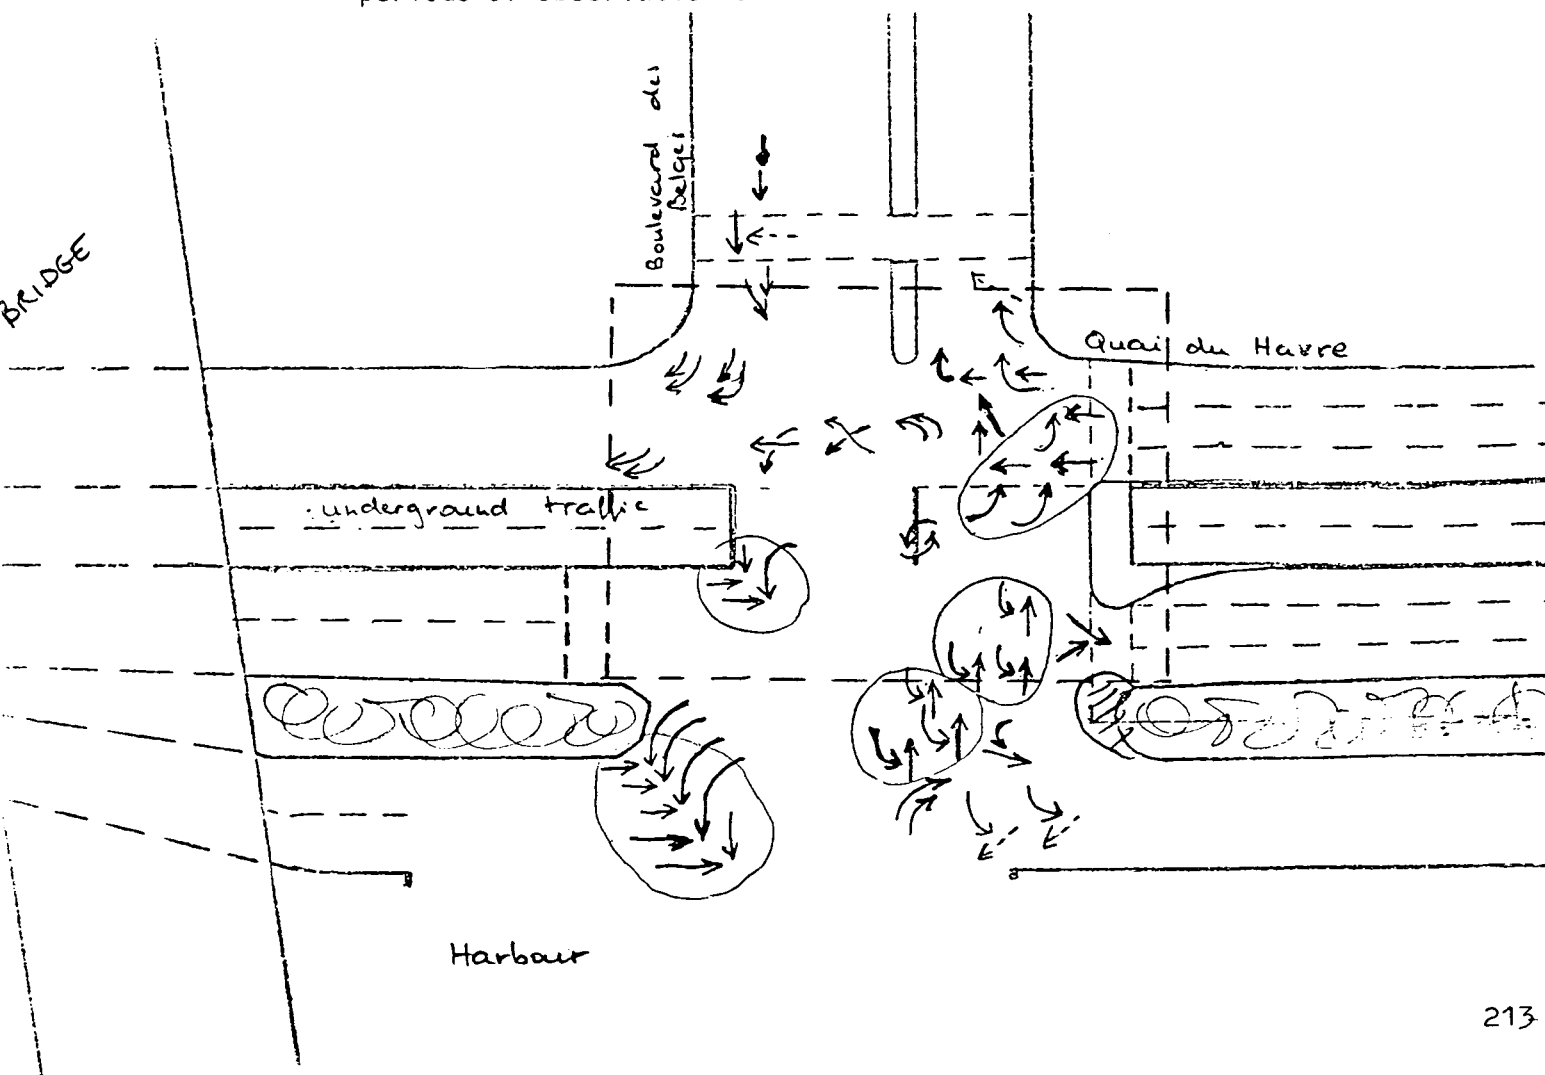 Boulevard des
Belges
BRIDGE
Quai du Havre
underground traffic
Harbour
213